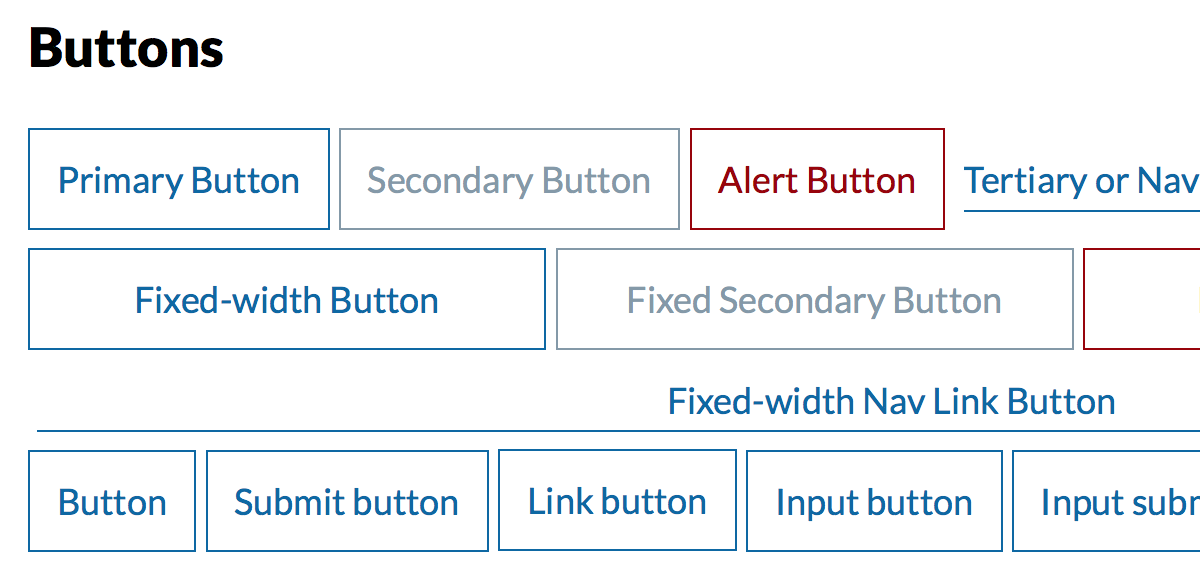 Buttons
Primary Button Secondary Button Alert Button Tertiary or Nav
Fixed-width Button Fixed Secondary Button
Fixed-width Nav Link Button
Button Submit button Link button Input button Input